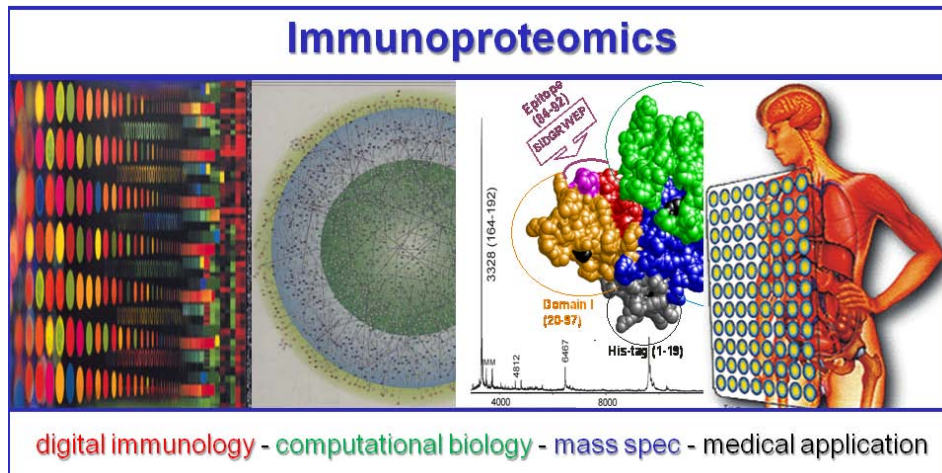 Immunoproteomics
Epitope
(84-92)
SIDGRWEP
3328 (164-192)
Domain I
(20-97)
His-tag (1-19)
MM
4812
6467
4000
8000
digital immunology - computational biology - mass spec - medical application